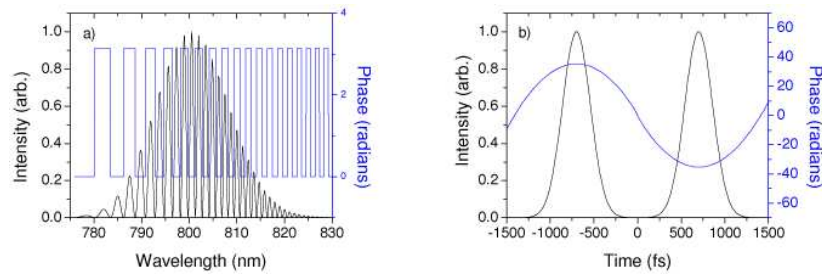 a)
1.0
0.8
0.6
0.4
0.2
0.0
Intensity (arb.)
780 790 800 810 820 830
Wavelength (nm)
4
2
0
-1
Phase (radians)
b)
1.0
0.8
0.6
0.4
0.2
0.0
Intensity (arb.)
-1500 -1000 -500 0 500 1000 1500
Time (fs)
60
40
20
0
-20
-40
-60
Phase (radians)